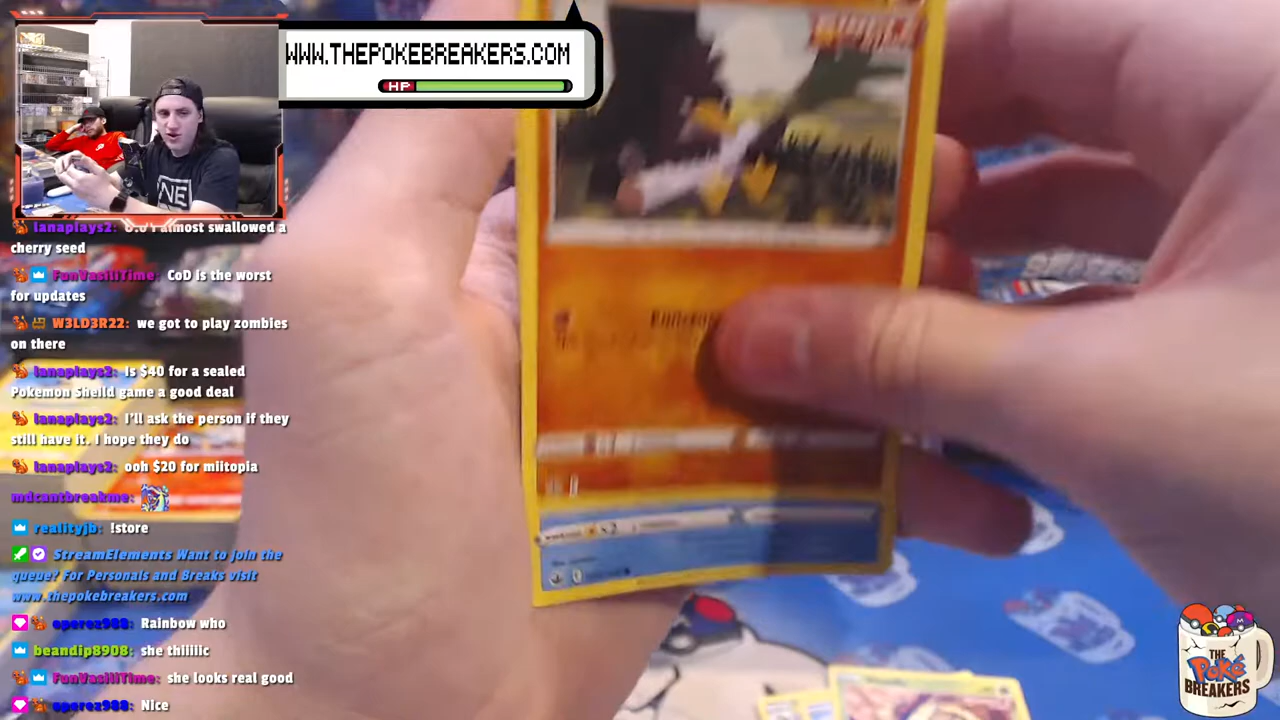 WWW.THEPOKEBREAKERS.COM
HP
NE
lanaplays2: almost swallowed a
cherry seed
FunVasiliTime: CoD is the worst
for updates
W3LD3R22: we got to play zombies
on there
lanaplays2: Is $40 for a sealed
Pokemon Sheild game a good deal
lanaplays2: I'll ask the person if they
still have it. I hope they do
lanaplays2: ooh $20 for miitopia
mdcantbreakme:
realityjb: !store
StreamElements Want to join the
queue? For Personals and Breaks visit
www.thepokebreakers.com
operez988: Rainbow who
beandip8908: she thiiiic
FunVasiliTime: she looks real good
operez988: Nice
THE
Poké
BREAKERS